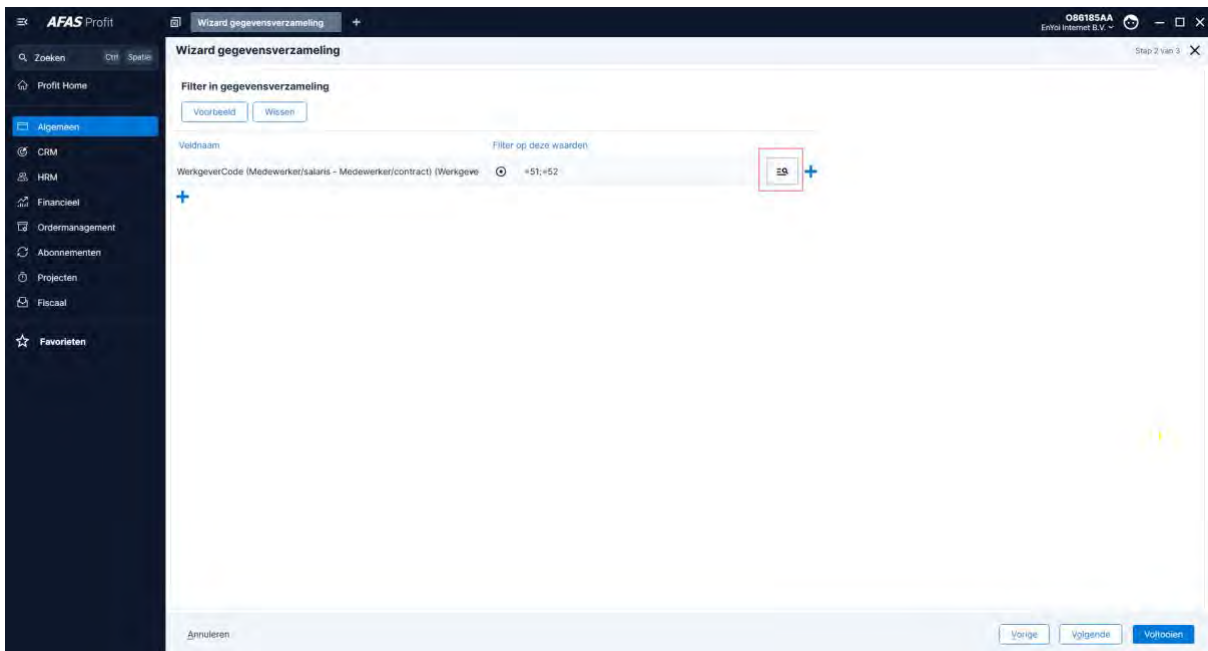 AFAS Profit
Wizard gegevensverzameling
O86185AA
EnYoi Internet B.V.
Zoeken Ctrl Spatie
Wizard gegevensverzameling
Stap 2 van 3
Profit Home
Filter in gegevensverzameling
Voorbeeld Wissen
Algemeen
Veldnaam Filter op deze waarden
CRM
WerkgeverCode (Medewerker/salaris - Medewerker/contract) (Werkgeve =51;=52
HRM
Financieel
Ordermanagement
Abonnementen
Projecten
Fiscaal
Favorieten
Annuleren Vorige Volgende Voltooien